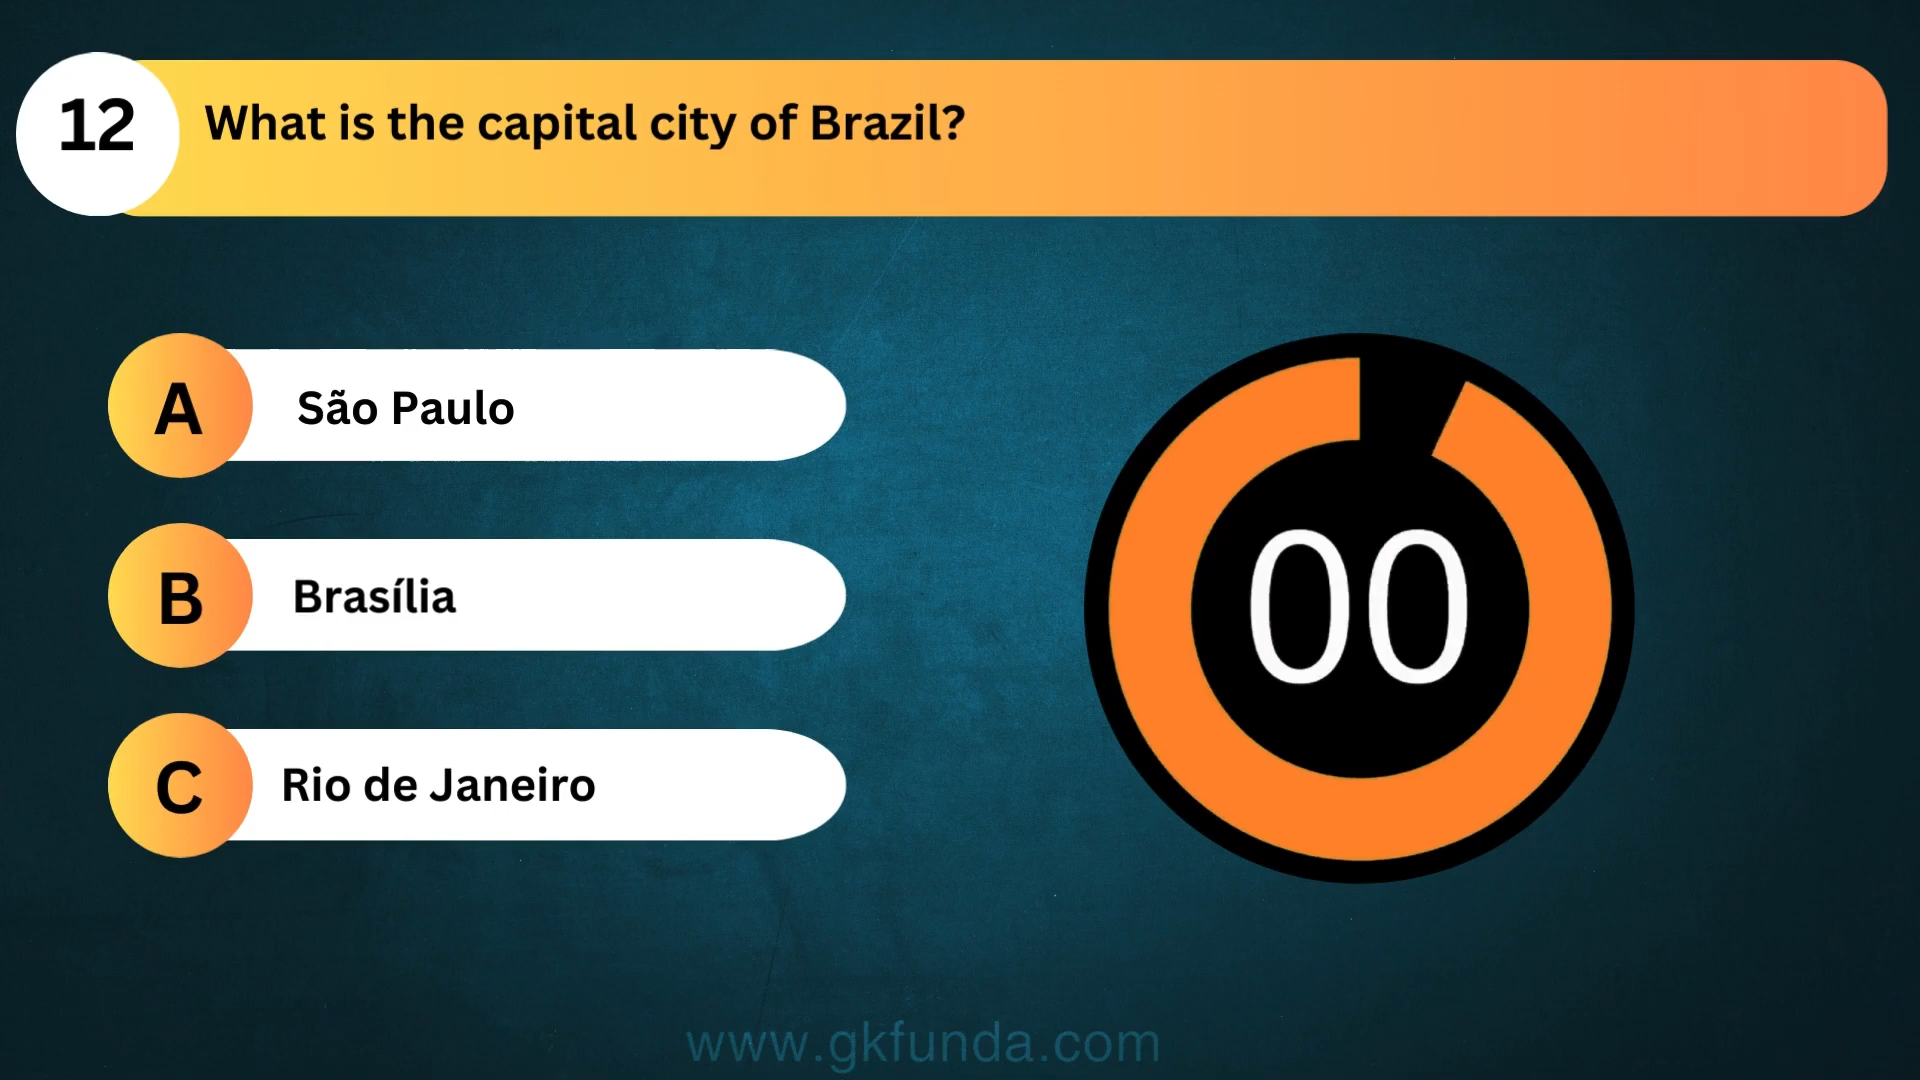 12
What is the capital city of Brazil?
A
São Paulo
B
Brasília
00
C
Rio de Janeiro
www.gkfunda.com